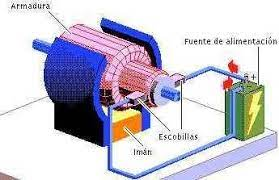 Armadura
Fuente de alimentación
Escobillas
Imán